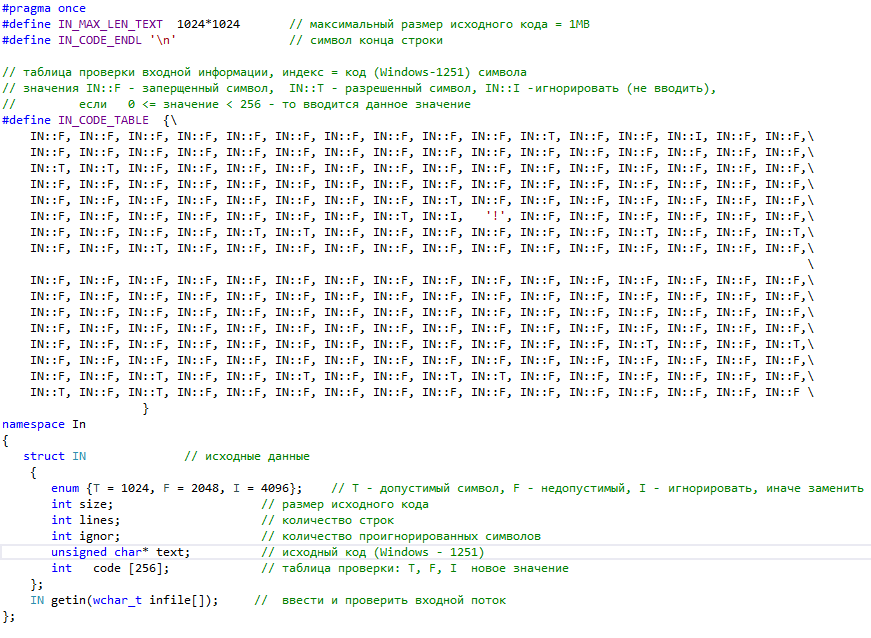 #pragma once
#define IN_MAX_LEN_TEXT  1024*1024       // максимальный размер исходного кода = 1MB
#define IN_CODE_ENDL '\n'                // символ конца строки

// таблица проверки входной информации, индекс = код (Windows-1251) символа
// значения IN::F - заперщенный символ,  IN::T - разрешенный символ, IN::I -игнорировать (не вводить),
//         если   0 <= значение < 256 - то вводится данное значение
#define IN_CODE_TABLE  {\
    IN::F, IN::F, IN::F, IN::F, IN::F, IN::F, IN::F, IN::F, IN::F, IN::F, IN::T, IN::F, IN::F, IN::I, IN::F, IN::F,\
    IN::F, IN::F, IN::F, IN::F, IN::F, IN::F, IN::F, IN::F, IN::F, IN::F, IN::F, IN::F, IN::F, IN::F, IN::F, IN::F,\
    IN::T, IN::T, IN::F, IN::F, IN::F, IN::F, IN::F, IN::F, IN::F, IN::F, IN::F, IN::F, IN::F, IN::F, IN::F, IN::F,\
    IN::F, IN::F, IN::F, IN::F, IN::F, IN::F, IN::F, IN::F, IN::F, IN::F, IN::F, IN::F, IN::F, IN::F, IN::F, IN::F,\
    IN::F, IN::F, IN::F, IN::F, IN::F, IN::F, IN::F, IN::F, IN::T, IN::F, IN::F, IN::F, IN::F, IN::F, IN::F, IN::F,\
    IN::F, IN::F, IN::F, IN::F, IN::F, IN::F, IN::F, IN::T, IN::I,   '!', IN::F, IN::F, IN::F, IN::F, IN::F, IN::F,\
    IN::F, IN::F, IN::F, IN::F, IN::T, IN::T, IN::F, IN::F, IN::F, IN::F, IN::F, IN::F, IN::T, IN::F, IN::F, IN::T,\
    IN::F, IN::F, IN::T, IN::F, IN::F, IN::F, IN::F, IN::F, IN::F, IN::F, IN::F, IN::F, IN::F, IN::F, IN::F, IN::F,\
                                                                                                                   \
    IN::F, IN::F, IN::F, IN::F, IN::F, IN::F, IN::F, IN::F, IN::F, IN::F, IN::F, IN::F, IN::F, IN::F, IN::F, IN::F,\
    IN::F, IN::F, IN::F, IN::F, IN::F, IN::F, IN::F, IN::F, IN::F, IN::F, IN::F, IN::F, IN::F, IN::F, IN::F, IN::F,\
    IN::F, IN::F, IN::F, IN::F, IN::F, IN::F, IN::F, IN::F, IN::F, IN::F, IN::F, IN::F, IN::F, IN::F, IN::F, IN::F,\
    IN::F, IN::F, IN::F, IN::F, IN::F, IN::F, IN::F, IN::F, IN::F, IN::F, IN::F, IN::F, IN::F, IN::F, IN::F, IN::F,\
    IN::F, IN::F, IN::F, IN::F, IN::F, IN::F, IN::F, IN::F, IN::F, IN::F, IN::F, IN::F, IN::T, IN::F, IN::F, IN::T,\
    IN::F, IN::F, IN::F, IN::F, IN::F, IN::F, IN::F, IN::F, IN::F, IN::F, IN::F, IN::F, IN::F, IN::F, IN::F, IN::F,\
    IN::F, IN::F, IN::T, IN::F, IN::F, IN::T, IN::F, IN::F, IN::T, IN::T, IN::F, IN::F, IN::F, IN::F, IN::F, IN::F,\
    IN::T, IN::F, IN::T, IN::F, IN::F, IN::F, IN::F, IN::F, IN::F, IN::F, IN::F, IN::F, IN::F, IN::F, IN::F, IN::F \
                    }
namespace In
{
   struct IN              // исходные данные
    {
       enum {T = 1024, F = 2048, I = 4096};    // T - допустимый символ, F - недопустимый, I - игнорировать, иначе заменить
       int size;                     // размер исходного кода
       int lines;                    // количество строк
       int ignor;                    // количество проигнорированных символов
       unsigned char* text;          // исходный код (Windows - 1251)
       int   code [256];             // таблица проверки: T, F, I  новое значение
    };
    IN getin(wchar_t infile[]);     //  ввести и проверить входной поток
};